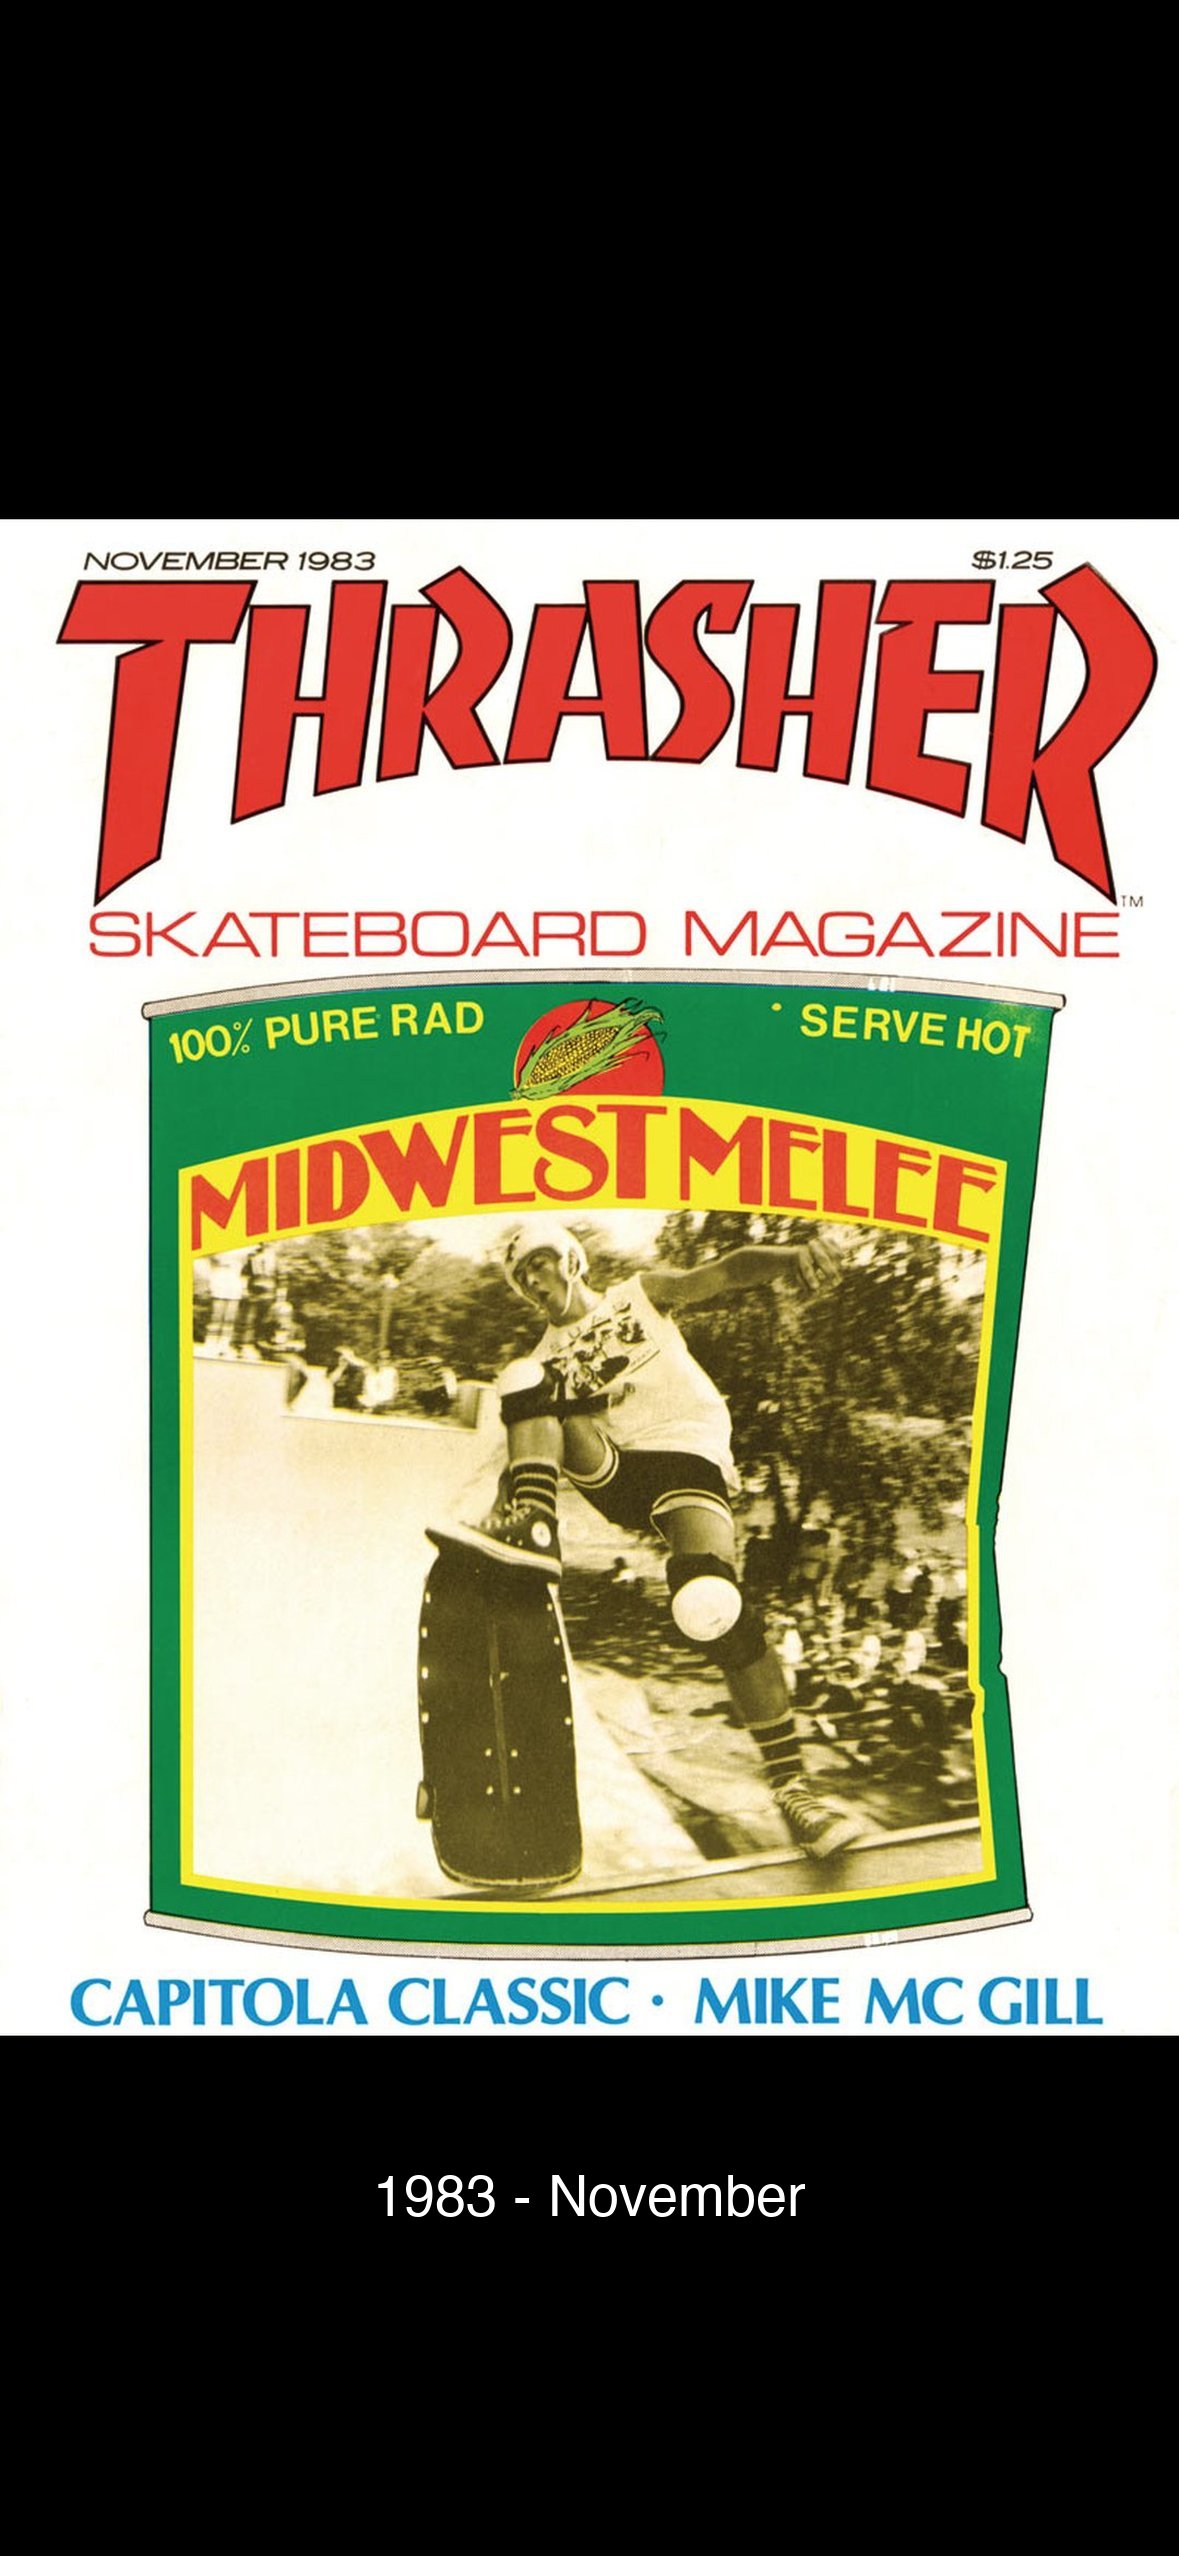 NOVEMBER 1983 $1.25
THRASHER
TM
SKATEBOARD MAGAZINE
100% PURE RAD • SERVE HOT
MIDWEST MELEE
CAPITOLA CLASSIC · MIKE MC GILL
1983 - November